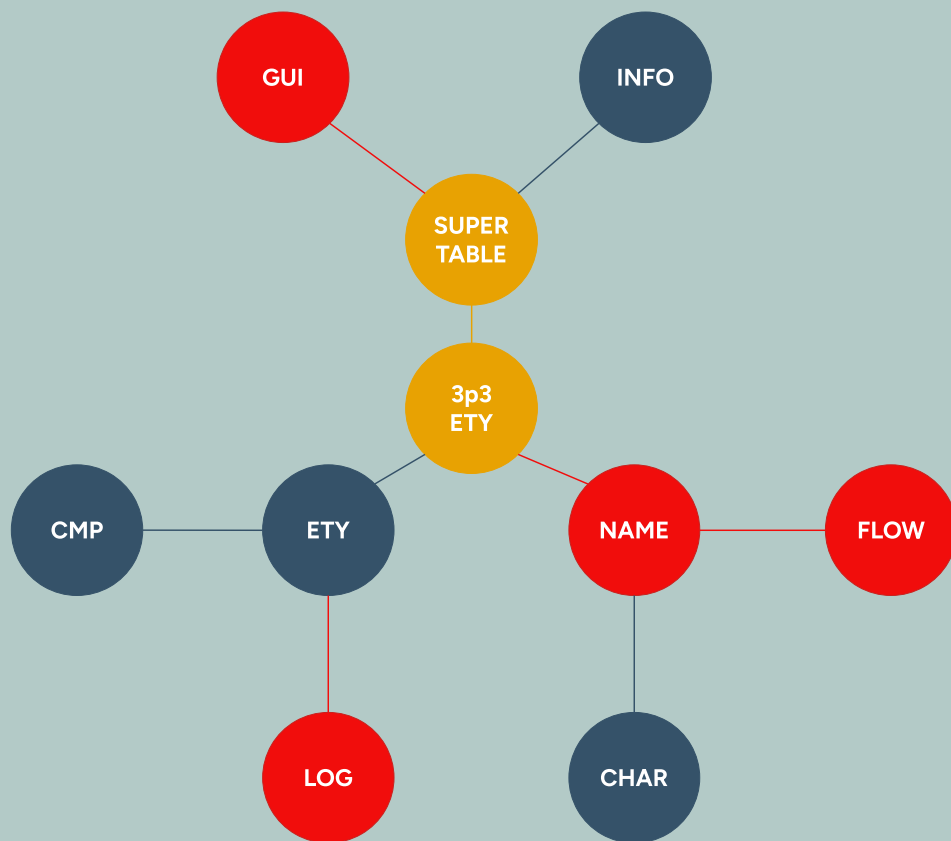 GUI
INFO
SUPER
TABLE
3p3
ETY
CMP
ETY
NAME
FLOW
LOG
CHAR